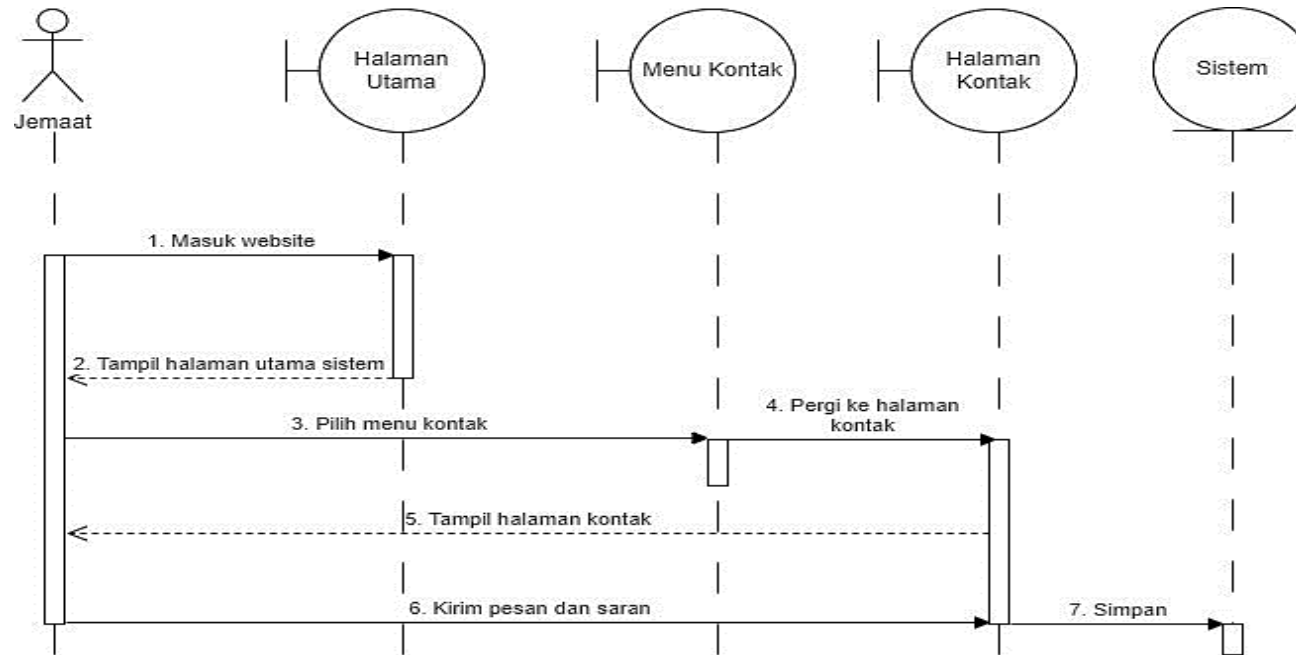 Halaman
Utama
Menu Kontak
Halaman
Kontak
Sistem
Jemaat
1. Masuk website
2. Tampil halaman utama sistem
3. Pilih menu kontak
4. Pergi ke halaman
kontak
5. Tampil halaman kontak
6. Kirim pesan dan saran
7. Simpan